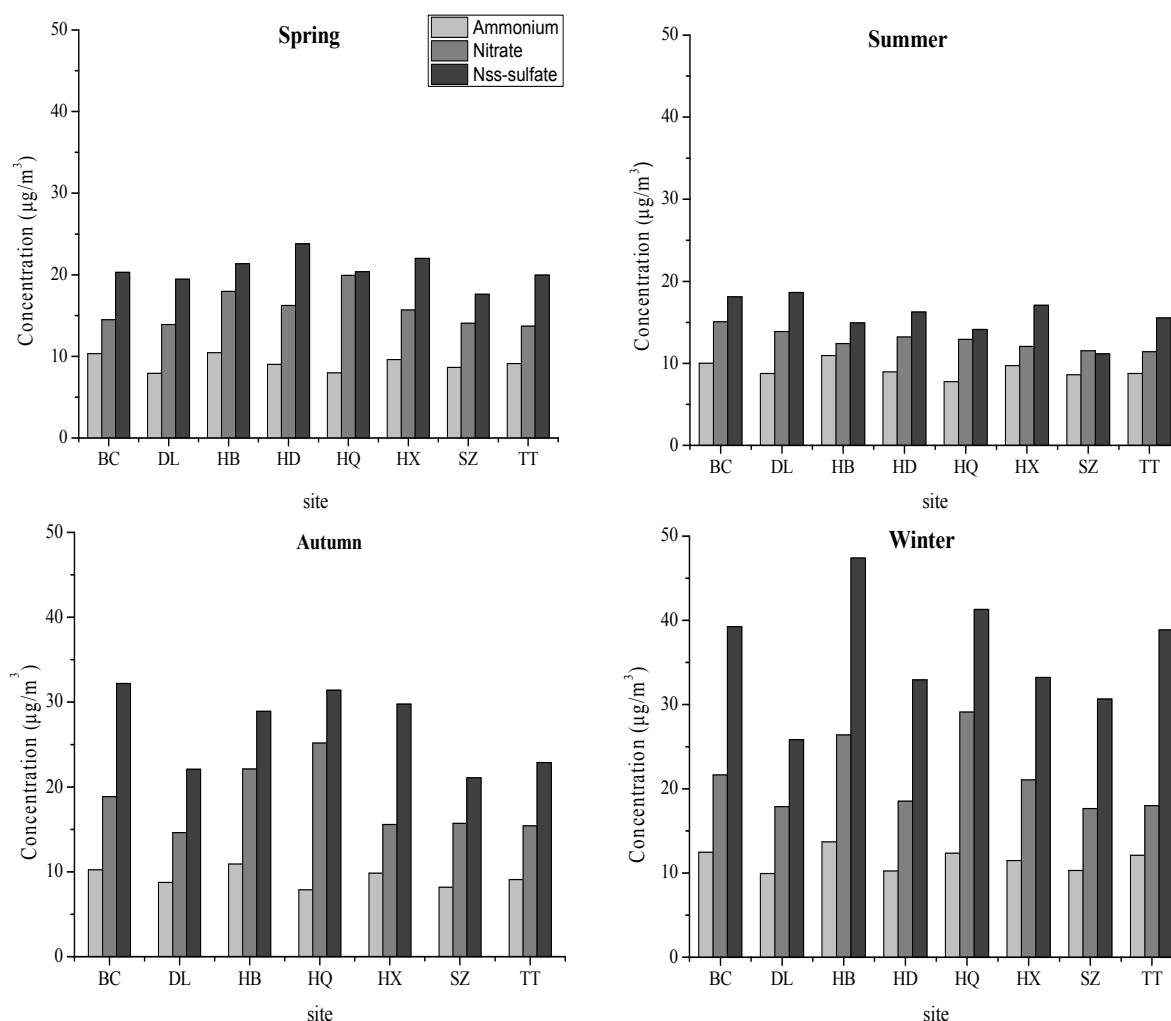 Spring
Ammonium
Nitrate
Nss-sulfate
50
40
30
20
10
0
Concentration (µg/m³)
BC DL HB HD HQ HX SZ TT
site
Summer
50
40
30
20
10
0
Concentration (µg/m³)
BC DL HB HD HQ HX SZ TT
site
Autumn
50
40
30
20
10
0
Concentration (µg/m³)
BC DL HB HQ HX SZ TT
site
Winter
50
40
30
20
10
0
Concentration (µg/m³)
BC DL HB HD HQ HX SZ TT
site